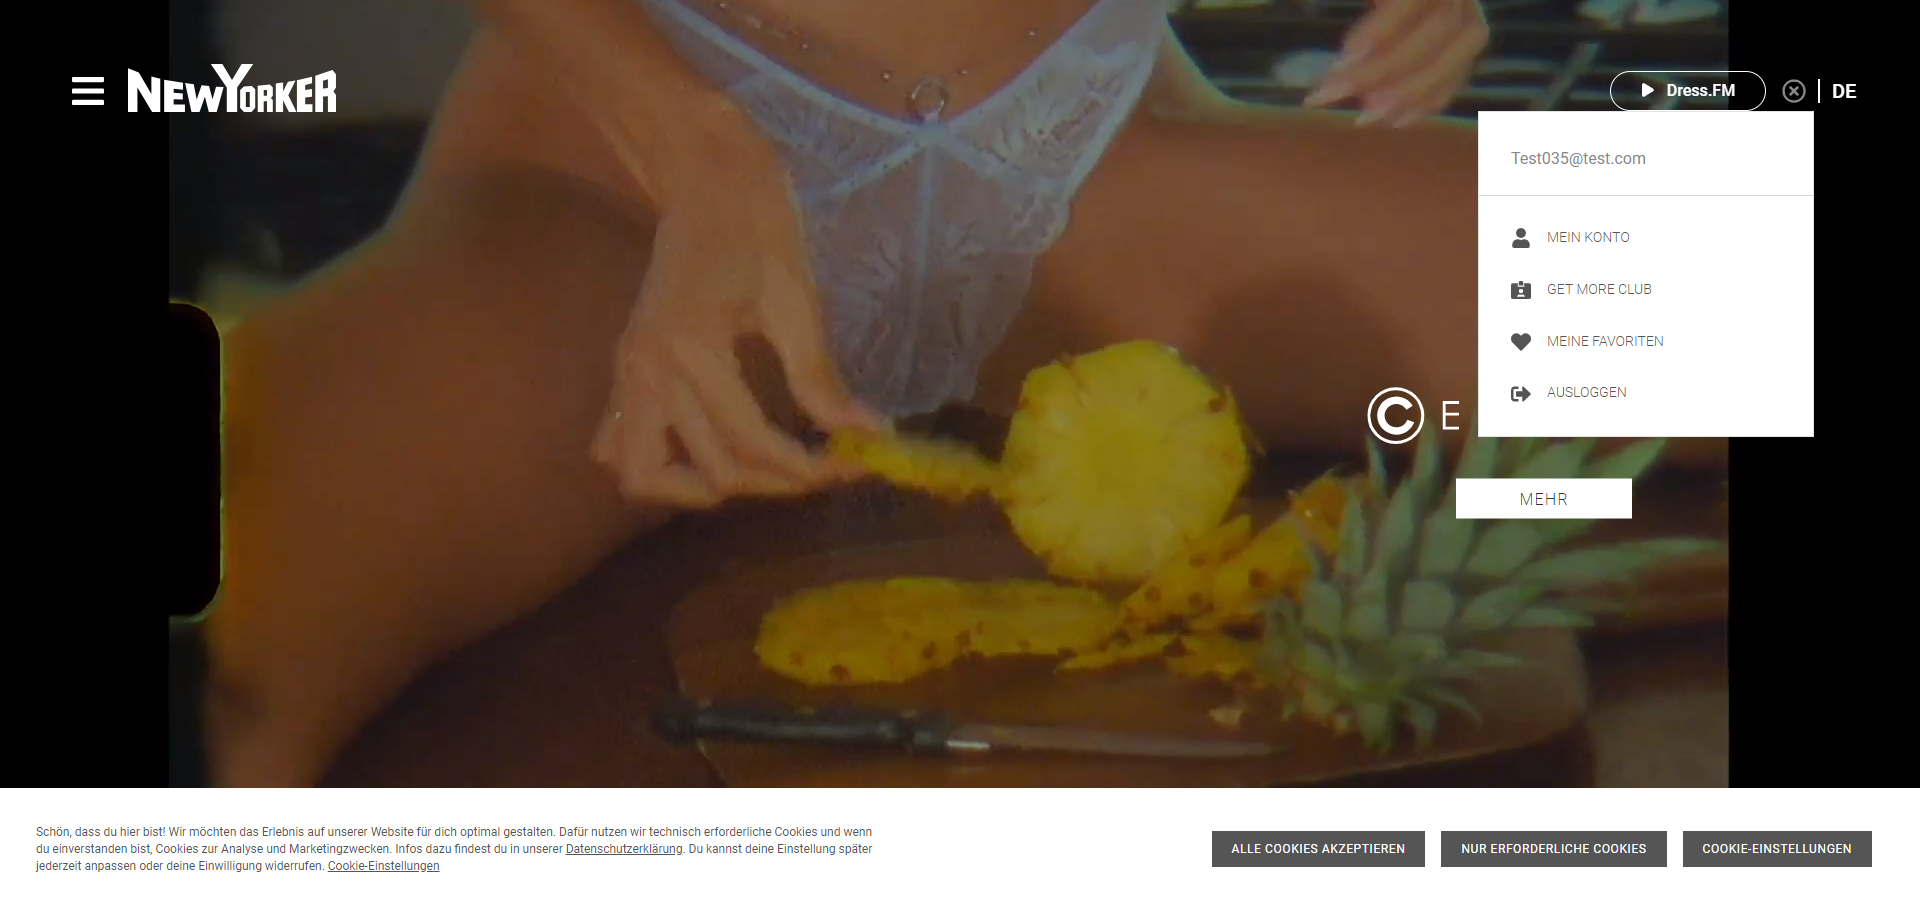 NEWYORKER
Dress.FM
DE
Test035@test.com
MEIN KONTO
GET MORE CLUB
MEINE FAVORITEN
AUSLOGGEN
© E
MEHR
Schön, dass du hier bist! Wir möchten das Erlebnis auf unserer Website für dich optimal gestalten. Dafür nutzen wir technisch erforderliche Cookies und wenn
du einverstanden bist, Cookies zur Analyse und Marketingzwecken. Infos dazu findest du in unserer Datenschutzerklärung. Du kannst deine Einstellung später
jederzeit anpassen oder deine Einwilligung widerrufen. Cookie-Einstellungen
ALLE COOKIES AKZEPTIEREN
NUR ERFORDERLICHE COOKIES
COOKIE-EINSTELLUNGEN